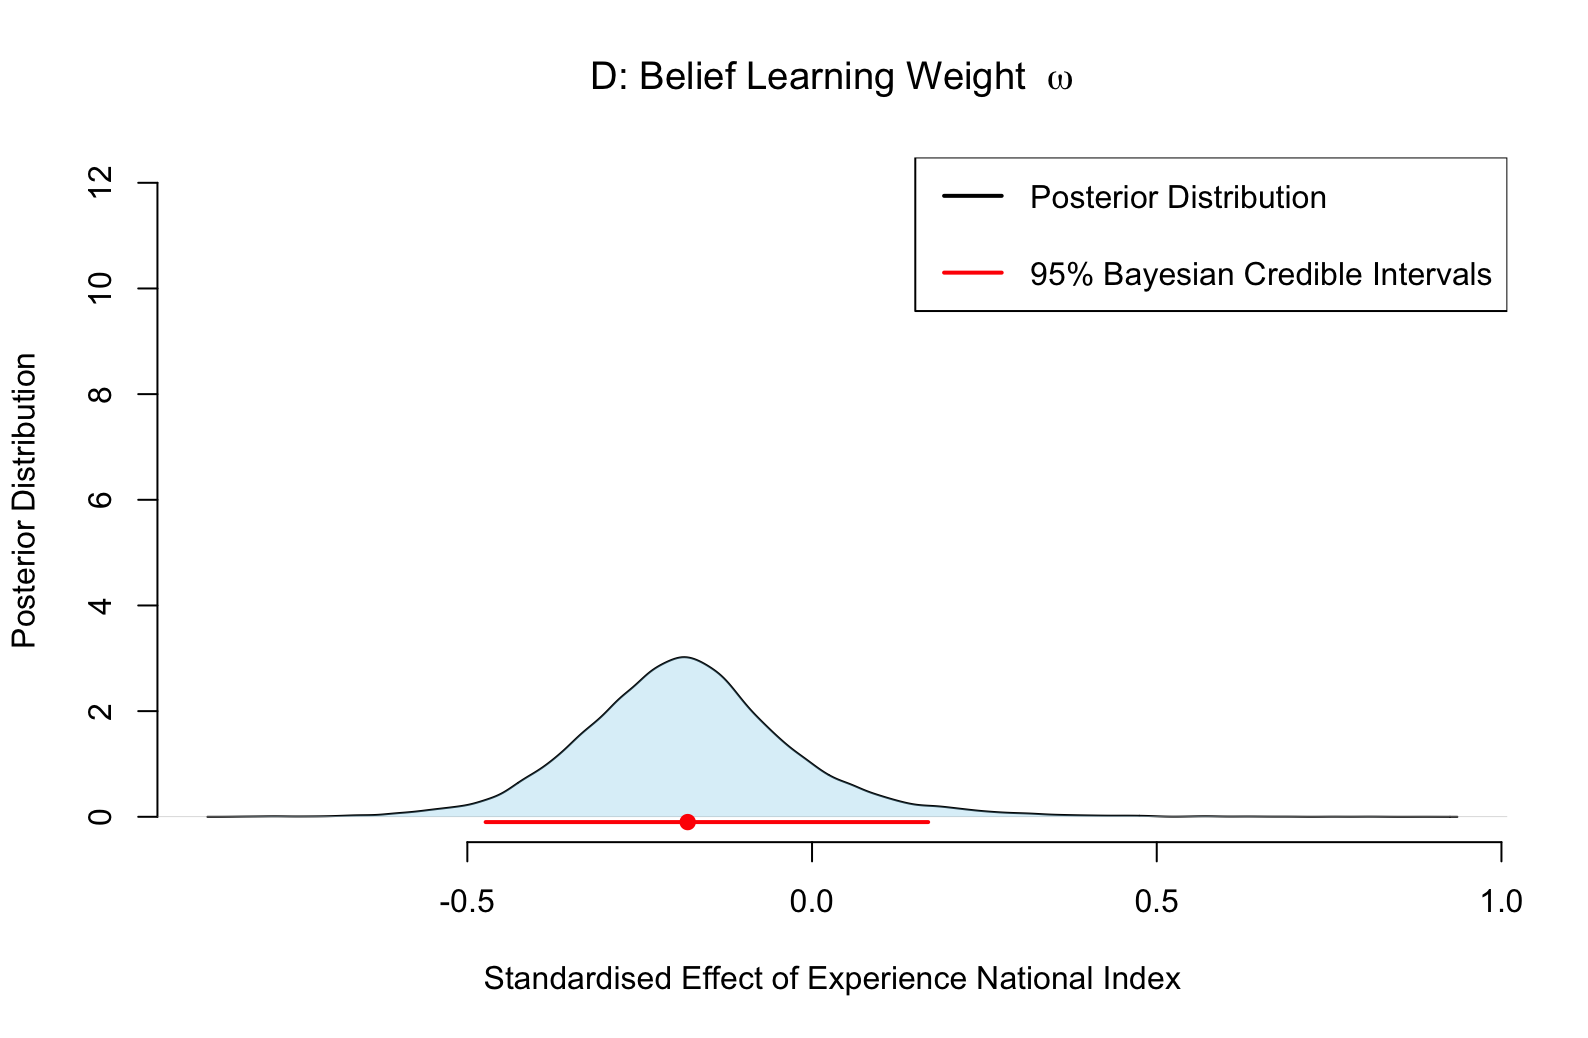 D: Belief Learning Weight ω
Posterior Distribution
95% Bayesian Credible Intervals
Posterior Distribution
12
10
8
6
4
2
0
-0.5 0.0 0.5 1.0
Standardised Effect of Experience National Index